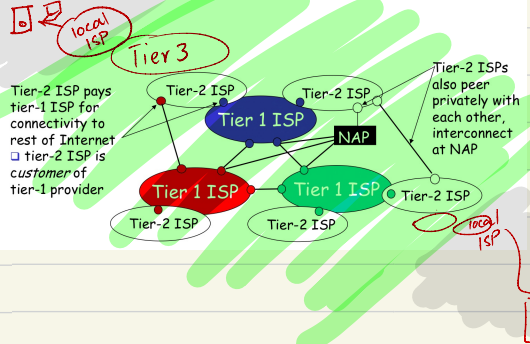 local
ISP
Tier 3
Tier-2 ISP pays
tier-1 ISP for
connectivity to
rest of Internet
❑ tier-2 ISP is
customer of
tier-1 provider
Tier-2 ISP
Tier-2 ISP
Tier-2 ISPs
also peer
privately with
each other,
interconnect
at NAP
Tier 1 ISP
NAP
Tier 1 ISP
Tier 1 ISP
Tier-2 ISP
Tier-2 ISP
Tier-2 ISP
local
ISP